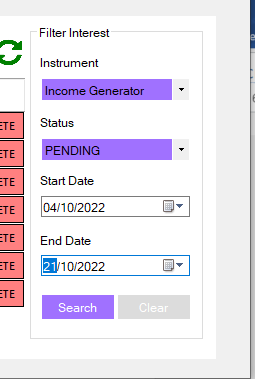 Filter Interest
Instrument
Income Generator
Status
PENDING
Start Date
04/10/2022
End Date
21/10/2022
Search
Clear